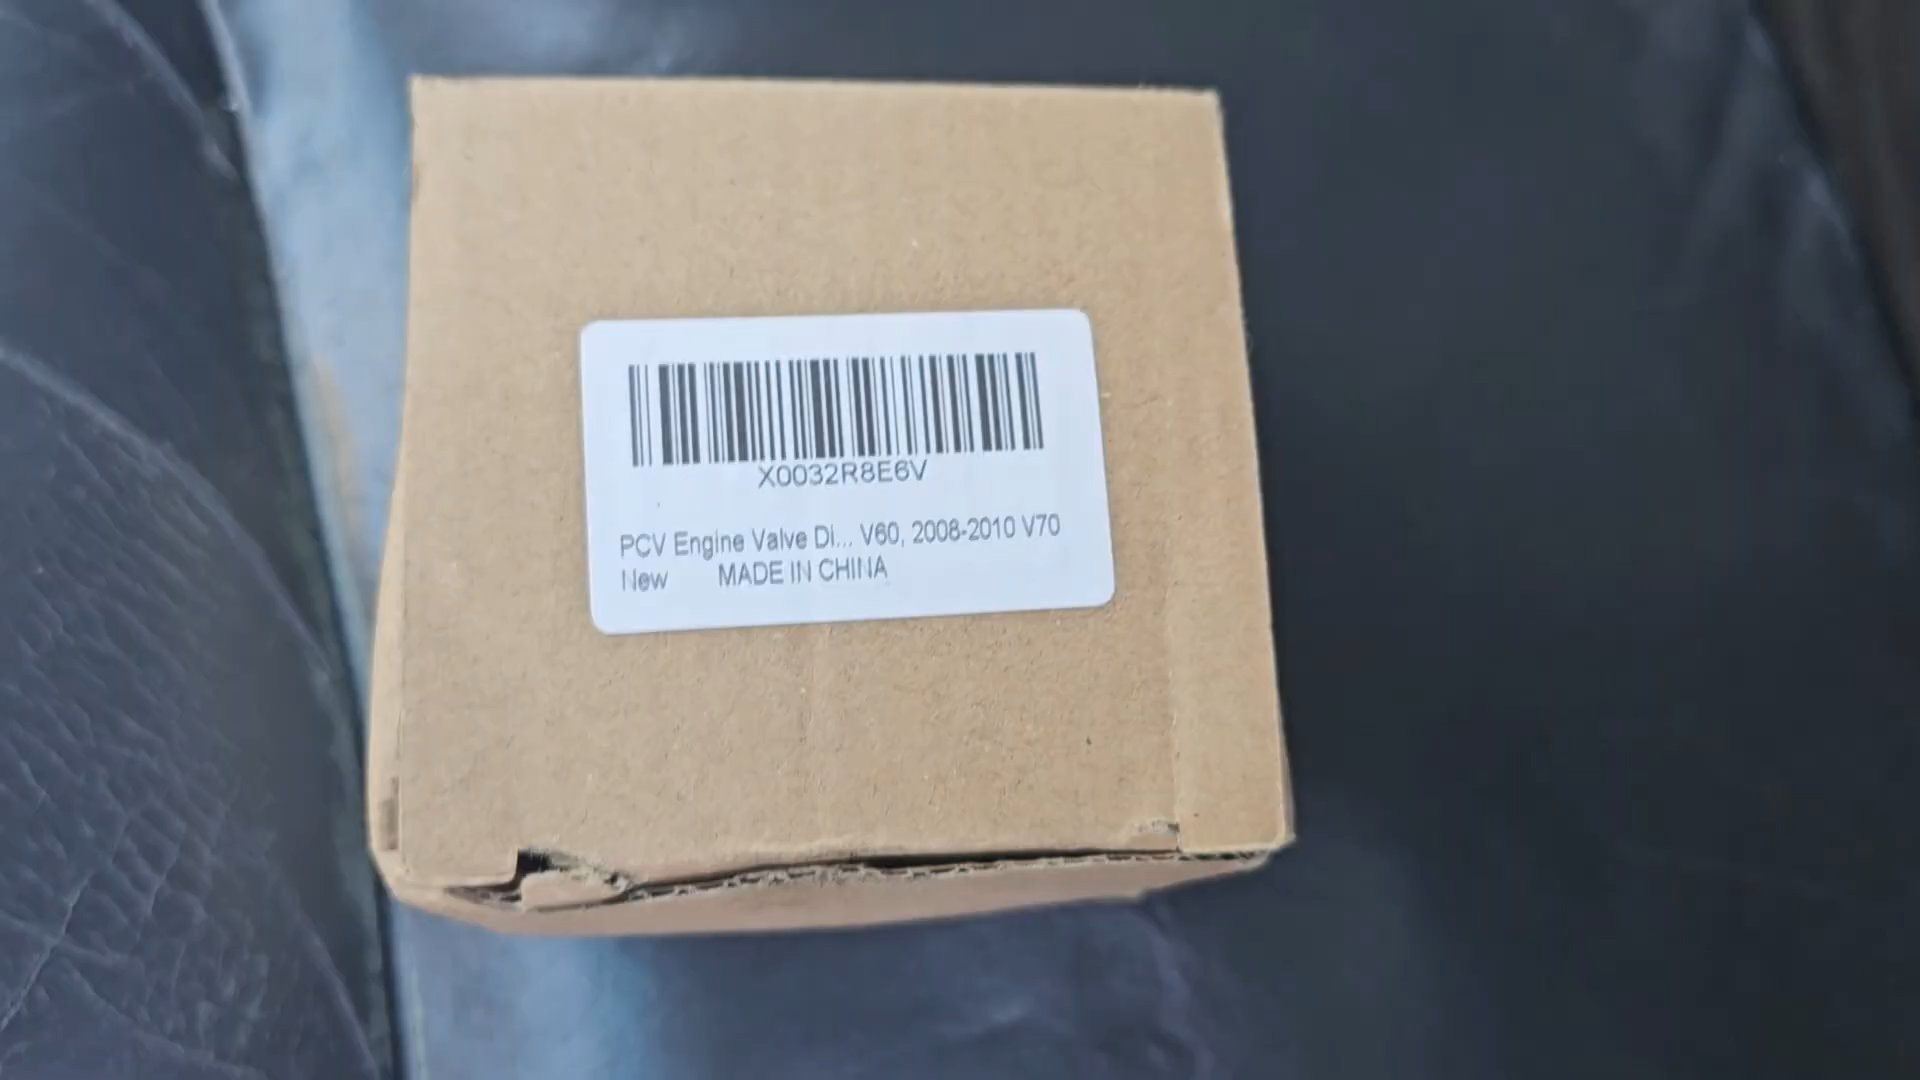 X0032R8E6V
PCV Engine Valve Di... V60, 2008-2010 V70
New MADE IN CHINA